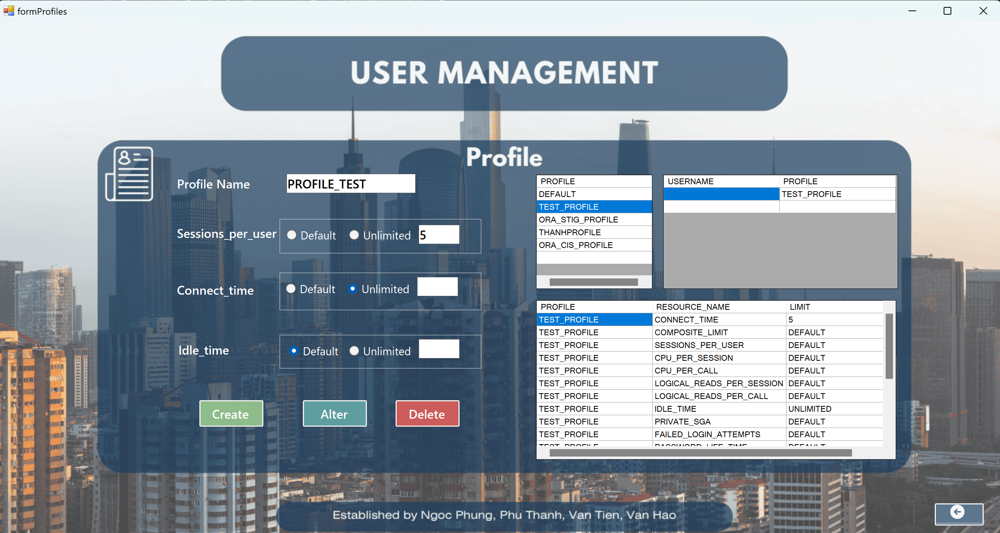 formProfiles
USER MANAGEMENT
Profile
Profile Name PROFILE_TEST
Sessions_per_user Default Unlimited 5
Connect_time Default Unlimited
Idle_time Default Unlimited
Create Alter Delete
PROFILE
DEFAULT
TEST_PROFILE
ORA_STIG_PROFILE
THANHPROFILE
ORA_CIS_PROFILE
USERNAME PROFILE
TEST_PROFILE
PROFILE RESOURCE_NAME LIMIT
TEST_PROFILE CONNECT_TIME 5
TEST_PROFILE COMPOSITE_LIMIT DEFAULT
TEST_PROFILE SESSIONS_PER_USER DEFAULT
TEST_PROFILE CPU_PER_SESSION DEFAULT
TEST_PROFILE CPU_PER_CALL DEFAULT
TEST_PROFILE LOGICAL_READS_PER_SESSION DEFAULT
TEST_PROFILE LOGICAL_READS_PER_CALL DEFAULT
TEST_PROFILE IDLE_TIME UNLIMITED
TEST_PROFILE PRIVATE_SGA DEFAULT
TEST_PROFILE FAILED_LOGIN_ATTEMPTS DEFAULT
Established by Ngoc Phung, Phu Thanh, Van Tien, Van Hao